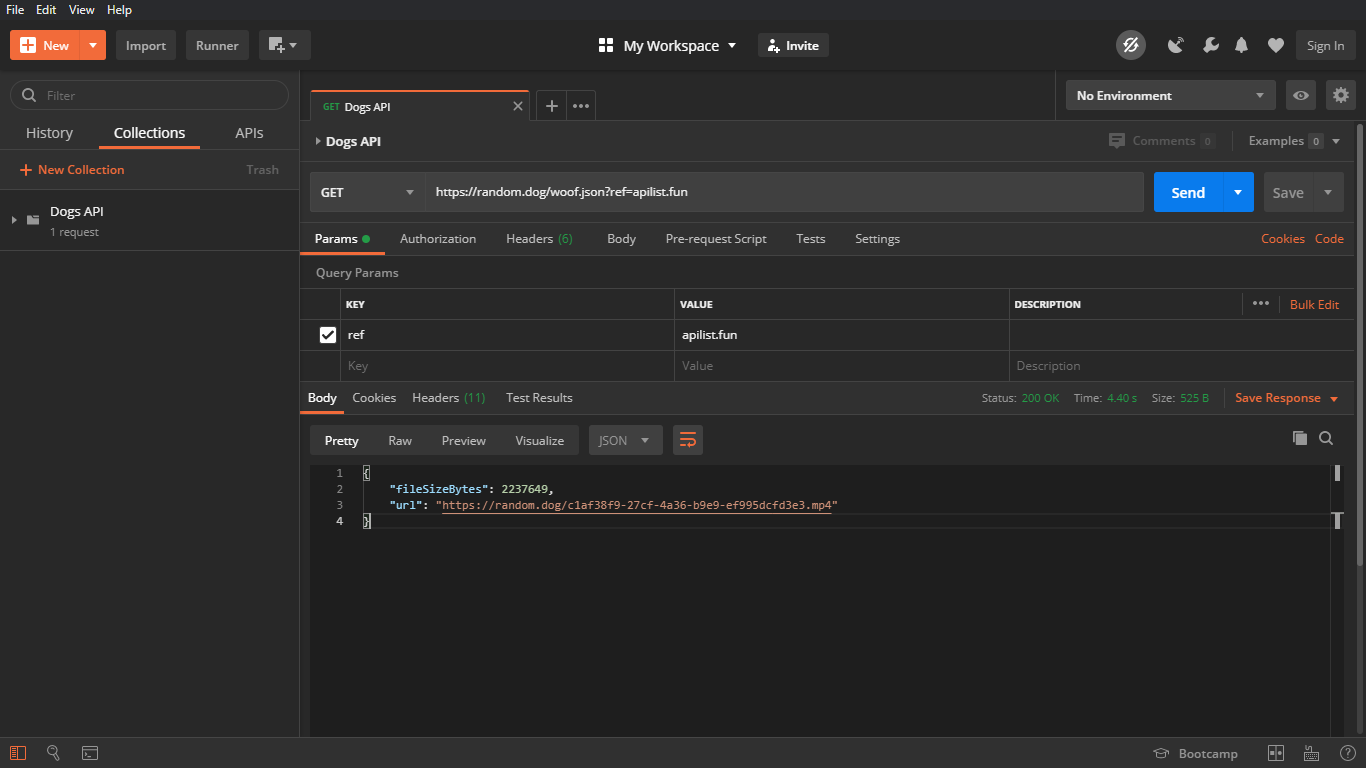 File Edit View Help
New Import Runner My Workspace Invite Sign In
Filter
History Collections APIs
New Collection Trash
Dogs API
1 request
GET Dogs API No Environment
Dogs API Comments 0 Examples 0
GET https://random.dog/woof.json?ref=apilist.fun Send Save
Params Authorization Headers (6) Body Pre-request Script Tests Settings Cookies Code
Query Params
KEY VALUE DESCRIPTION Bulk Edit
ref apilist.fun
Key Value Description
Body Cookies Headers (11) Test Results Status: 200 OK Time: 4.40 s Size: 525 B Save Response
Pretty Raw Preview Visualize JSON
1 {
2 "fileSizeBytes": 2237649,
3 "url": "https://random.dog/c1af38f9-27cf-4a36-b9e9-ef995dcfd3e3.mp4"
4 }
Bootcamp